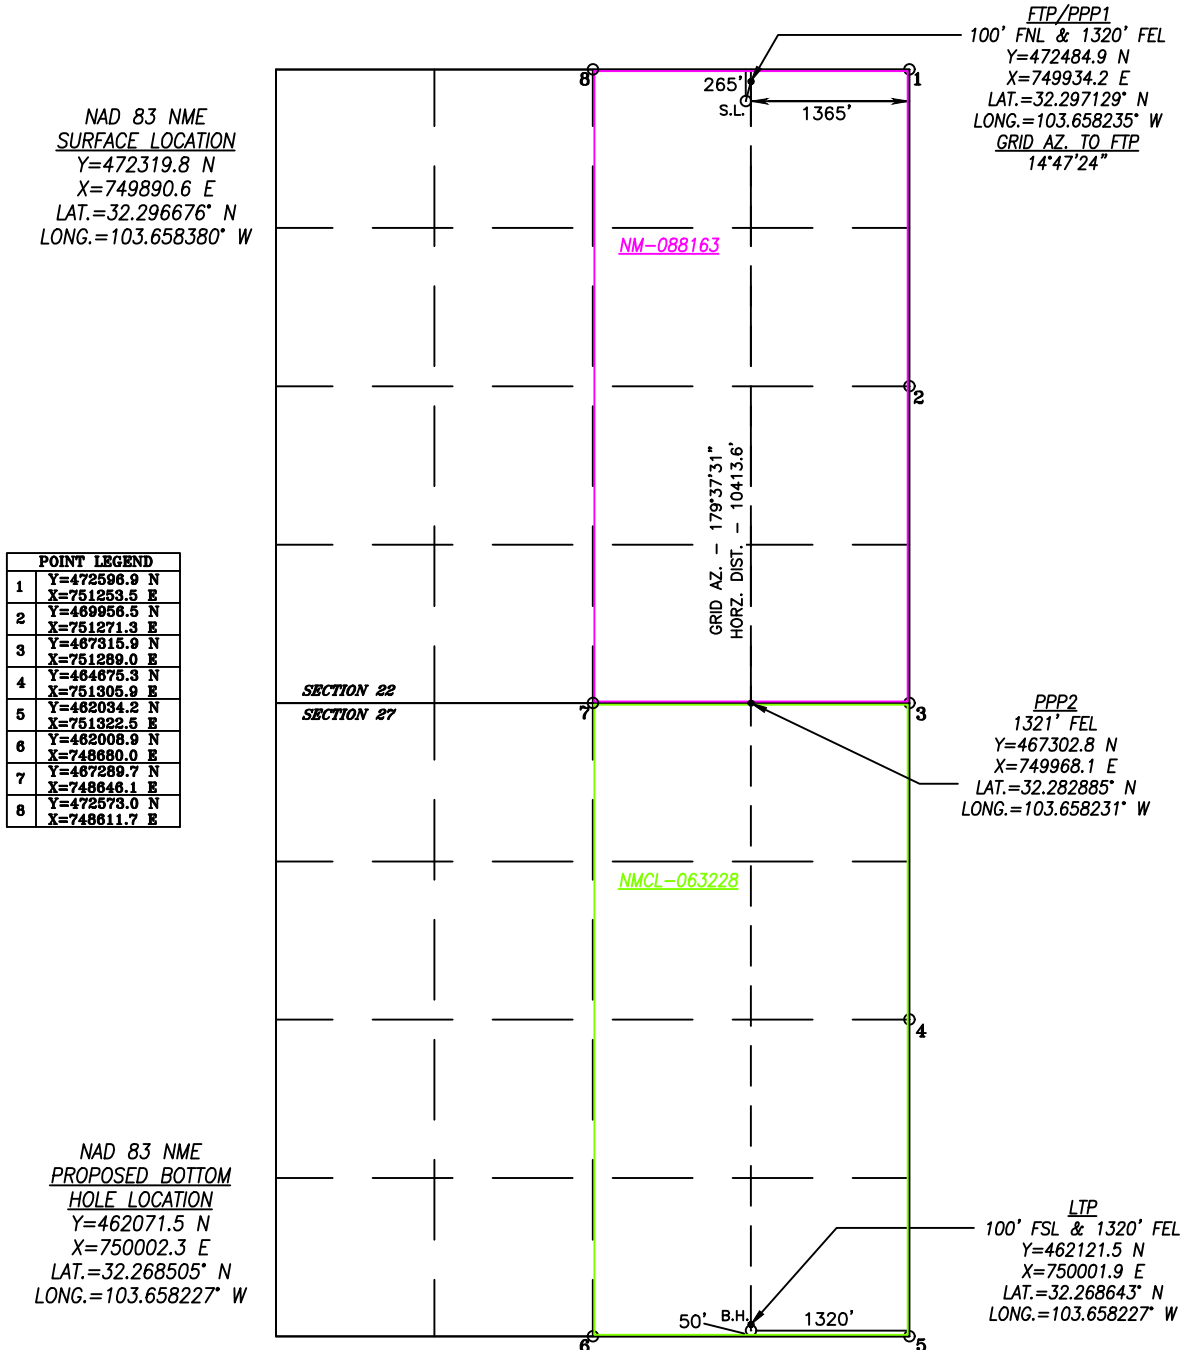 FTP/PPP1
100' FNL & 1320' FEL
Y=472484.9 N
X=749934.2 E
LAT.=32.297129° N
LONG.=103.658235° W
GRID AZ. TO FTP
14°47'24"
NAD 83 NME
SURFACE LOCATION
Y=472319.8 N
X=749890.6 E
LAT.=32.296676° N
LONG.=103.658380° W
8
265'
S.L.
1365'
1
NM-088163
2
GRID AZ. - 179°37'31"
HORZ. DIST. - 10413.6'
POINT LEGEND
1 Y=472596.9 N
X=751253.5 E
2 Y=469956.5 N
X=751271.3 E
3 Y=467315.9 N
X=751289.0 E
4 Y=464675.3 N
X=751305.9 E
5 Y=462034.2 N
X=751322.5 E
6 Y=462008.9 N
X=748680.0 E
7 Y=467289.7 N
X=748646.1 E
8 Y=472573.0 N
X=748611.7 E
SECTION 22
SECTION 27
7
3
PPP2
1321' FEL
Y=467302.8 N
X=749968.1 E
LAT.=32.282885° N
LONG.=103.658231° W
NMCL-063228
4
NAD 83 NME
PROPOSED BOTTOM
HOLE LOCATION
Y=462071.5 N
X=750002.3 E
LAT.=32.268505° N
LONG.=103.658227° W
LTP
100' FSL & 1320' FEL
Y=462121.5 N
X=750001.9 E
LAT.=32.268643° N
LONG.=103.658227° W
50'
B.H.
1320'
6
5